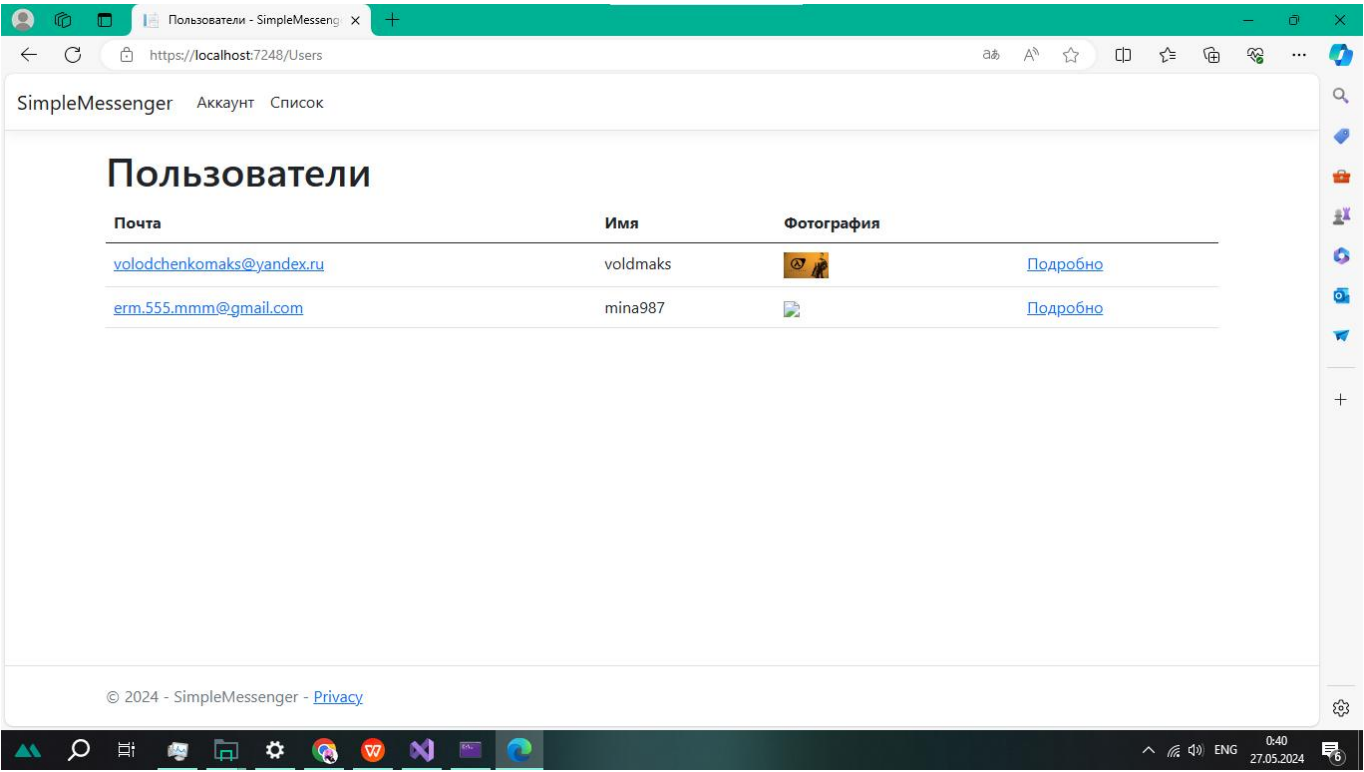 Пользователи - SimpleMesseng
https://localhost:7248/Users
SimpleMessenger Аккаунт Список
Пользователи
Почта Имя Фотография
volodchenkomaks@yandex.ru voldmaks Подробно
erm.555.mmm@gmail.com mina987 Подробно
© 2024 - SimpleMessenger - Privacy
ENG 0:40
27.05.2024
6